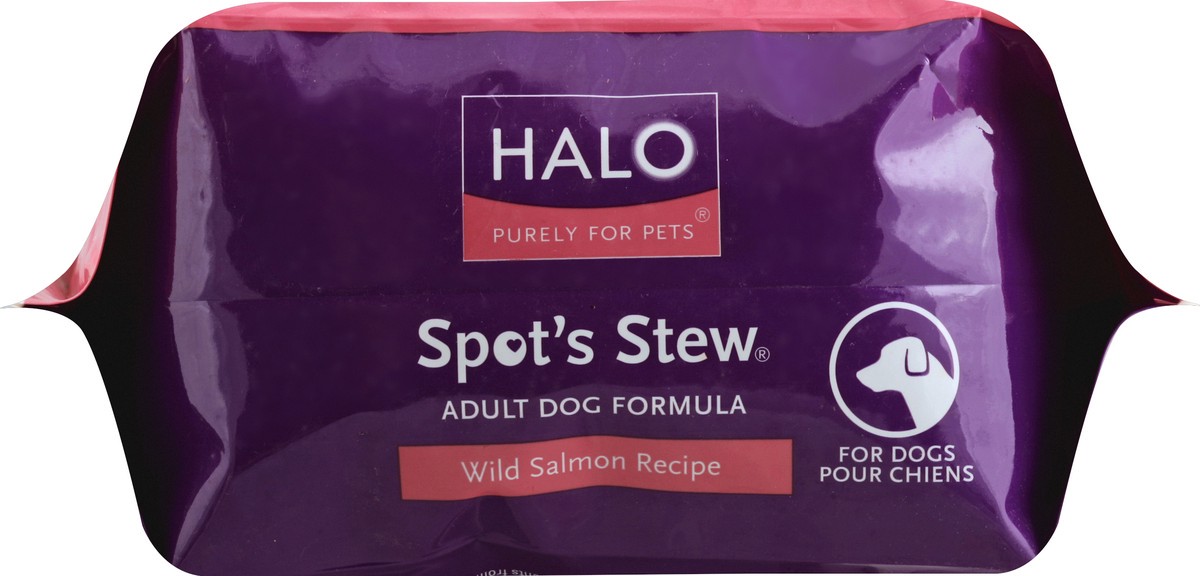 HALO
PURELY FOR PETS®
Spot's Stew®
ADULT DOG FORMULA
Wild Salmon Recipe
FOR DOGS
POUR CHIENS